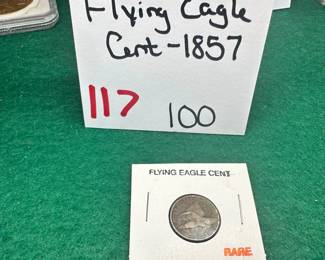 Flying Eagle
Cent-1857
117 100
FLYING EAGLE CENT
RARE